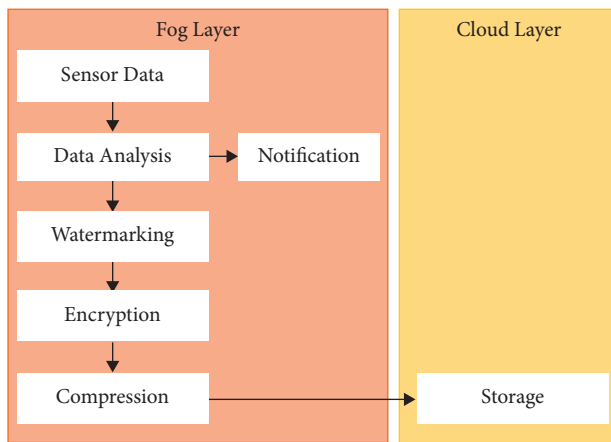 Fog Layer
Cloud Layer
Sensor Data
Data Analysis
Notification
Watermarking
Encryption
Compression
Storage